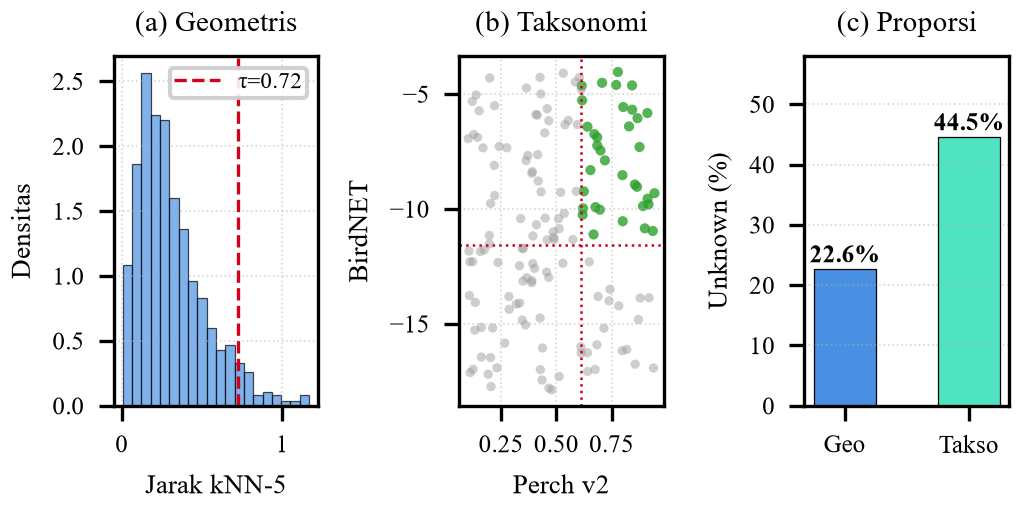 (a) Geometris
Densitas
2.5
2.0
1.5
1.0
0.5
0.0
τ=0.72
0
1
Jarak kNN-5
(b) Taksonomi
BirdNET
−5
−10
−15
0.25
0.50
0.75
Perch v2
(c) Proporsi
Unknown (%)
50
40
30
20
10
0
22.6%
44.5%
Geo
Takso